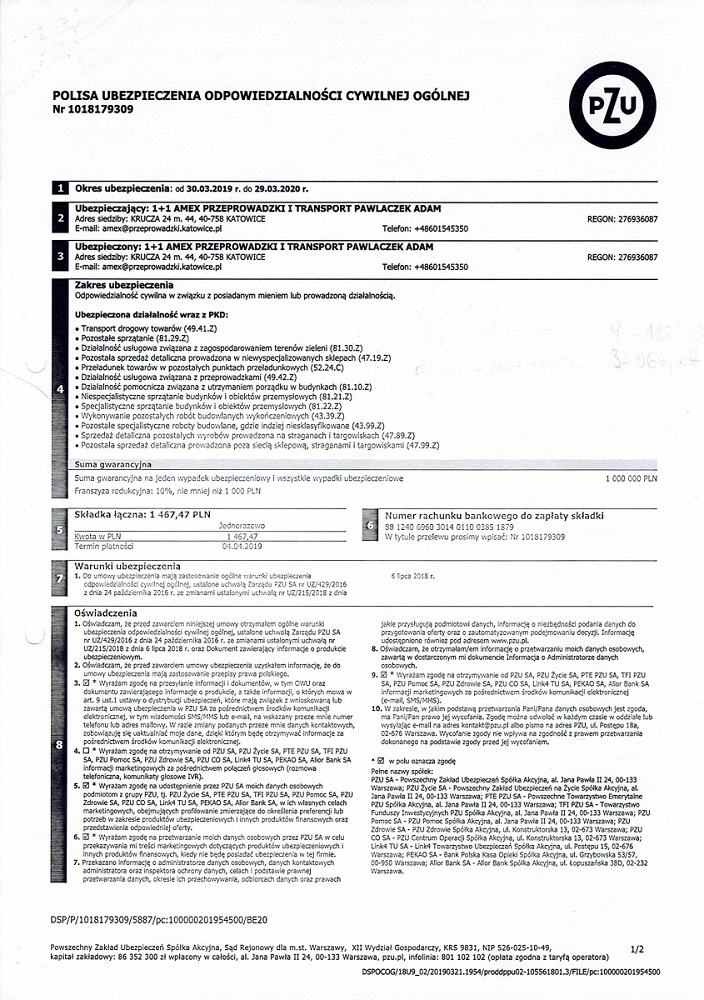 POLISA UBEZPIECZENIA ODPOWIEDZIALNOŚCI CYWILNEJ OGÓLNEJ
Nr 1018179309
PZU
1 Okres ubezpieczenia: od 30.03.2019 r. do 29.03.2020 r.
2 Ubezpieczający: 1+1 AMEX PRZEPROWADZKI I TRANSPORT PAWLACZEK ADAM
Adres siedziby: KRUCZA 24 m. 44, 40-758 KATOWICE REGON: 276936087
E-mail: amex@przeprowadzki.katowice.pl Telefon: +48601545350
3 Ubezpieczony: 1+1 AMEX PRZEPROWADZKI I TRANSPORT PAWLACZEK ADAM
Adres siedziby: KRUCZA 24 m. 44, 40-758 KATOWICE REGON: 276936087
E-mail: amex@przeprowadzki.katowice.pl Telefon: +48601545350
4 Zakres ubezpieczenia
Odpowiedzialność cywilna w związku z posiadanym mieniem lub prowadzoną działalnością.
Ubezpieczona działalność wraz z PKD:
• Transport drogowy towarów (49.41.Z)
• Pozostałe sprzątanie (81.29.Z)
• Działalność usługowa związana z zagospodarowaniem terenów zieleni (81.30.Z)
• Pozostała sprzedaż detaliczna prowadzona w niewyspecjalizowanych sklepach (47.19.Z)
• Przeładunek towarów w pozostałych punktach przeładunkowych (52.24.C)
• Działalność usługowa związana z przeprowadzkami (49.42.Z)
• Działalność pomocnicza związana z utrzymaniem porządku w budynkach (81.10.Z)
• Niespecjalistyczne sprzątanie budynków i obiektów przemysłowych (81.21.Z)
• Specjalistyczne sprzątanie budynków i obiektów przemysłowych (81.22.Z)
• Wykonywanie pozostałych robót budowlanych wykończeniowych (43.39.Z)
• Pozostałe specjalistyczne roboty budowlane, gdzie indziej niesklasyfikowane (43.99.Z)
• Sprzedaż detaliczna pozostałych wyrobów prowadzona na straganach i targowiskach (47.89.Z)
• Pozostała sprzedaż detaliczna prowadzona poza siecią sklepową, straganami i targowiskami (47.99.Z)
Suma gwarancyjna
Suma gwarancyjna na jeden wypadek ubezpieczeniowy i wszystkie wypadki ubezpieczeniowe 1 000 000 PLN
Franszyza redukcyjna: 10%, nie mniej niż 1 000 PLN
5 Składka łączna: 1 467,47 PLN
Jednorazowo
Kwota w PLN 1 467,47
Termin płatności 04.04.2019
6 Numer rachunku bankowego do zapłaty składki
88 1240 6960 3014 0110 0385 1879
W tytule przelewu prosimy wpisać: Nr 1018179309
7 Warunki ubezpieczenia
1. Do umowy ubezpieczenia mają zastosowanie ogólne warunki ubezpieczenia
odpowiedzialności cywilnej ogólnej, ustalone uchwałą Zarządu PZU SA nr UZ/429/2016
z dnia 24 października 2016 r. ze zmianami ustalonymi uchwałą nr UZ/215/2018 z dnia
6 lipca 2018 r.
8 Oświadczenia
1. Oświadczam, że przed zawarciem niniejszej umowy otrzymałem ogólne warunki
ubezpieczenia odpowiedzialności cywilnej ogólnej, ustalone uchwałą Zarządu PZU SA
nr UZ/429/2016 z dnia 24 października 2016 r. ze zmianami ustalonymi uchwałą nr
UZ/215/2018 z dnia 6 lipca 2018 r. oraz Dokument zawierający informacje o produkcie
ubezpieczeniowym.
2. Oświadczam, że przed zawarciem umowy ubezpieczenia uzyskałem informację, że do
umowy ubezpieczenia mają zastosowanie przepisy prawa polskiego.
3. ☑ * Wyrażam zgodę na przesyłanie informacji i dokumentów, w tym OWU oraz
dokumentu zawierającego informacje o produkcie, a także informacji, o których mowa w
art. 9 ust.1 ustawy o dystrybucji ubezpieczeń, które mają związek z wnioskowaną lub
zawartą umową ubezpieczenia w PZU SA za pośrednictwem środków komunikacji
elektronicznej, w tym wiadomości SMS/MMS lub e-mail, na wskazany przeze mnie numer
telefonu lub adres mailowy. W razie zmiany podanych przeze mnie danych kontaktowych,
zobowiązuję się aktualniać moje dane, dzięki którym będę otrzymywać informacje za
pośrednictwem środków komunikacji elektronicznej.
4. ☐ * Wyrażam zgodę na otrzymywanie od PZU SA, PZU Życie SA, PTE PZU SA, TFI PZU
SA, PZU Pomoc SA, PZU Zdrowie SA, PZU CO SA, Link4 TU SA, PEKAO SA, Alior Bank SA
informacji marketingowych za pośrednictwem połączeń głosowych (rozmowa
telefoniczna, komunikaty głosowe IVR).
5. ☑ * Wyrażam zgodę na udostępnienie przez PZU SA moich danych osobowych
podmiotom z grupy PZU, tj. PZU Życie SA, PTE PZU SA, TFI PZU SA, PZU Pomoc SA, PZU
Zdrowie SA, PZU CO SA, Link4 TU SA, PEKAO SA, Alior Bank SA, w ich własnych celach
marketingowych, obejmujących profilowanie zmierzające do określenia preferencji lub
potrzeb w zakresie produktów ubezpieczeniowych i innych produktów finansowych oraz
przedstawienia odpowiedniej oferty.
6. ☑ * Wyrażam zgodę na przetwarzanie moich danych osobowych przez PZU SA w celu
przekazywania mi treści marketingowych dotyczących produktów ubezpieczeniowych i
innych produktów finansowych, kiedy nie będę posiadać ubezpieczenia w tej firmie.
7. Przekazano informację o administratorze danych osobowych, danych kontaktowych
administratora oraz inspektora ochrony danych, celach i podstawie prawnej
przetwarzania danych, okresie ich przechowywania, odbiorcach danych oraz prawach
jakie przysługują podmiotowi danych, informację o niezbędności podania danych do
przygotowania oferty oraz o zautomatyzowanym podejmowaniu decyzji. Informację
udostępniono również pod adresem www.pzu.pl.
8. Oświadczam, że otrzymałam/em informację o przetwarzaniu moich danych osobowych,
zawartą w dostarczonym mi dokumencie Informacja o Administratorze danych
osobowych.
9. ☑ * Wyrażam zgodę na otrzymywanie od PZU SA, PZU Życie SA, PTE PZU SA, TFI PZU
SA, PZU Pomoc SA, PZU Zdrowie SA, PZU CO SA, Link4 TU SA, PEKAO SA, Alior Bank SA
informacji marketingowych za pośrednictwem środków komunikacji elektronicznej
(e-mail, SMS/MMS).
10. W zakresie, w jakim podstawą przetwarzania Pani/Pana danych osobowych jest zgoda,
ma Pani/Pan prawo jej wycofania. Zgodę można odwołać w każdym czasie w oddziale lub
wysyłając e-mail na adres kontakt@pzu.pl albo pismo na adres PZU, ul. Postępu 18a,
02-676 Warszawa. Wycofanie zgody nie wpływa na zgodność z prawem przetwarzania
dokonanego na podstawie zgody przed jej wycofaniem.
* ☑ w polu oznacza zgodę
Pełne nazwy spółek:
PZU SA - Powszechny Zakład Ubezpieczeń Spółka Akcyjna, al. Jana Pawła II 24, 00-133
Warszawa; PZU Życie SA - Powszechny Zakład Ubezpieczeń na Życie Spółka Akcyjna, al.
Jana Pawła II 24, 00-133 Warszawa; PTE PZU SA - Powszechne Towarzystwo Emerytalne
PZU Spółka Akcyjna, al. Jana Pawła II 24, 00-133 Warszawa; TFI PZU SA - Towarzystwo
Funduszy Inwestycyjnych PZU Spółka Akcyjna, al. Jana Pawła II 24, 00-133 Warszawa; PZU
Pomoc SA - PZU Pomoc Spółka Akcyjna, al. Jana Pawła II 24, 00-133 Warszawa; PZU
Zdrowie SA - PZU Zdrowie Spółka Akcyjna, ul. Konstruktorska 13, 02-673 Warszawa; PZU
CO SA - PZU Centrum Operacji Spółka Akcyjna, ul. Konstruktorska 13, 02-673 Warszawa;
Link4 TU SA - Link4 Towarzystwo Ubezpieczeń Spółka Akcyjna, ul. Postępu 15, 02-676
Warszawa; PEKAO SA - Bank Polska Kasa Opieki Spółka Akcyjna, ul. Grzybowska 53/57,
00-950 Warszawa; Alior Bank SA - Alior Bank Spółka Akcyjna, ul. Łopuszańska 38D, 02-232
Warszawa.
DSP/P/1018179309/5887/pc:100000201954500/BE20
Powszechny Zakład Ubezpieczeń Spółka Akcyjna, Sąd Rejonowy dla m.st. Warszawy, XII Wydział Gospodarczy, KRS 9831, NIP 526-025-10-49,
kapitał zakładowy: 86 352 300 zł wpłacony w całości, al. Jana Pawła II 24, 00-133 Warszawa, pzu.pl, infolinia: 801 102 102 (opłata zgodna z taryfą operatora)
1/2
DSPOCOG/18U9_02/20190321.1954/proddppu02-105561801.3/FILE/pc:100000201954500